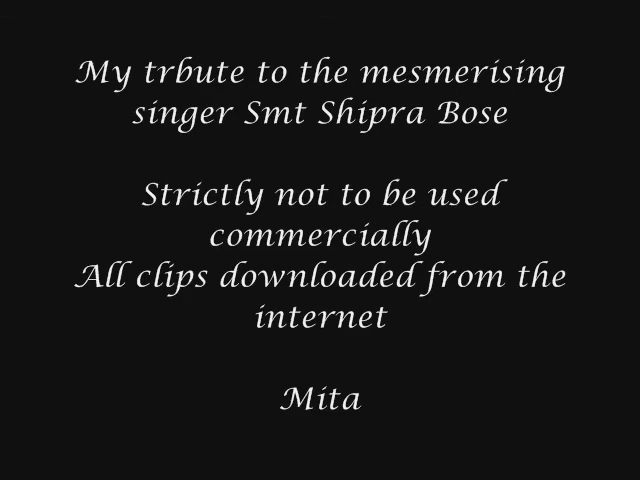 My trbute to the mesmerising
singer Smt Shipra Bose
Strictly not to be used
commercially
All clips downloaded from the
internet
Mita